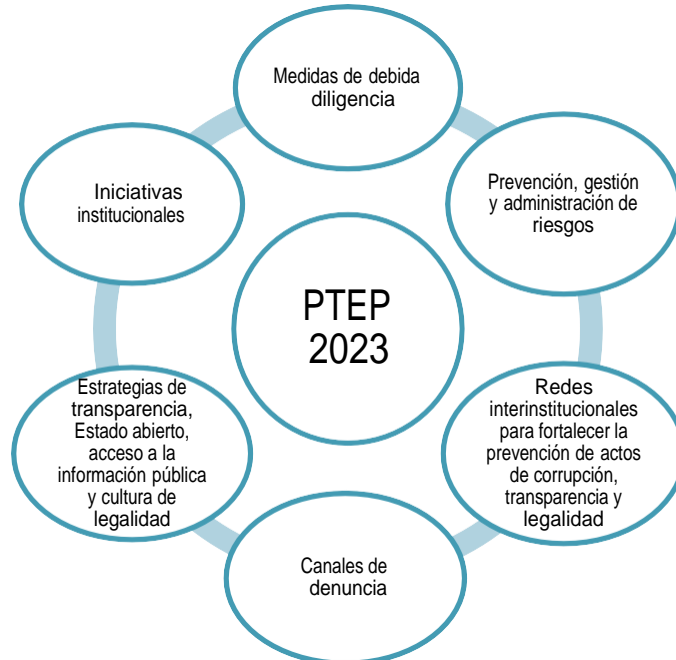 Medidas de debida
diligencia
Prevención, gestión
y administración de
riesgos
Redes
interinstitucionales
para fortalecer la
prevención de actos
de corrupción,
transparencia y
legalidad
Canales de
denuncia
Estrategias de
transparencia,
Estado abierto,
acceso a la
información pública
y cultura de
legalidad
Iniciativas
institucionales
PTEP
2023